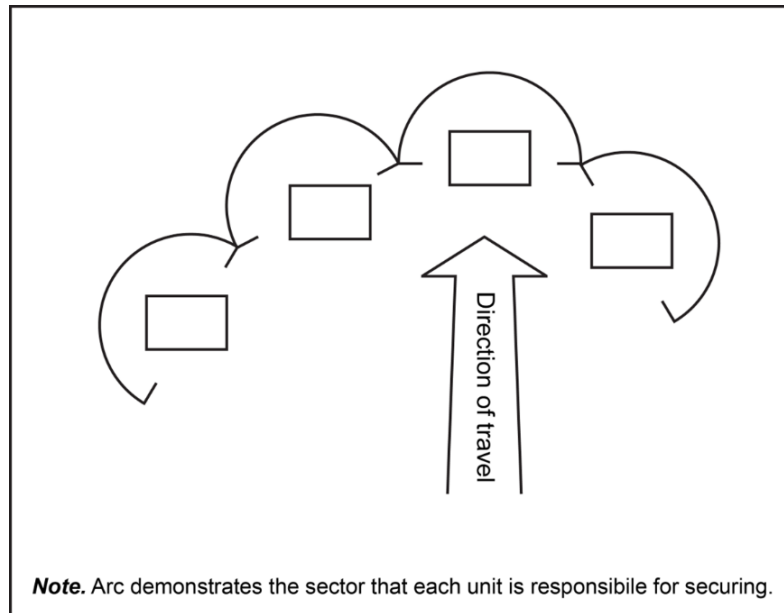 Direction of travel
Note. Arc demonstrates the sector that each unit is responsibile for securing.